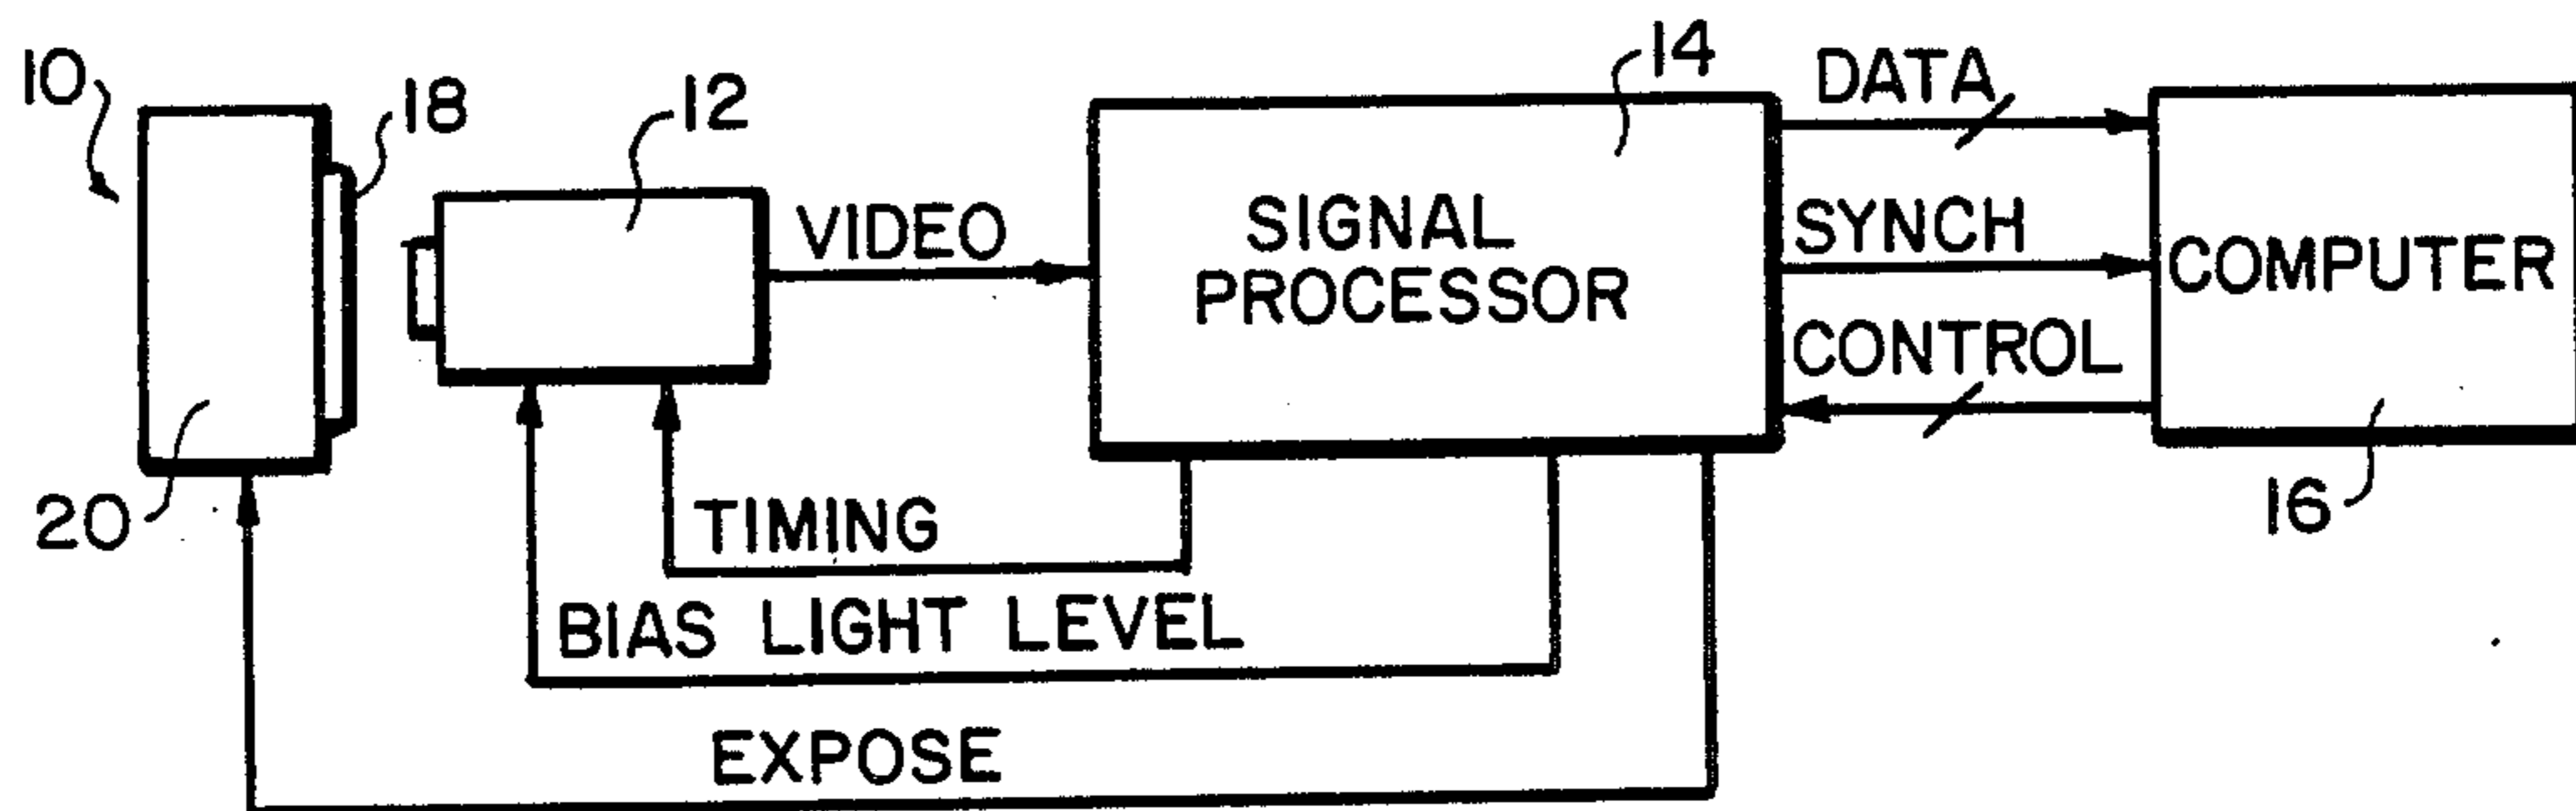 10
18
12
VIDEO
14
SIGNAL
PROCESSOR
DATA
SYNCH
CONTROL
COMPUTER
16
20
TIMING
BIAS LIGHT LEVEL
EXPOSE